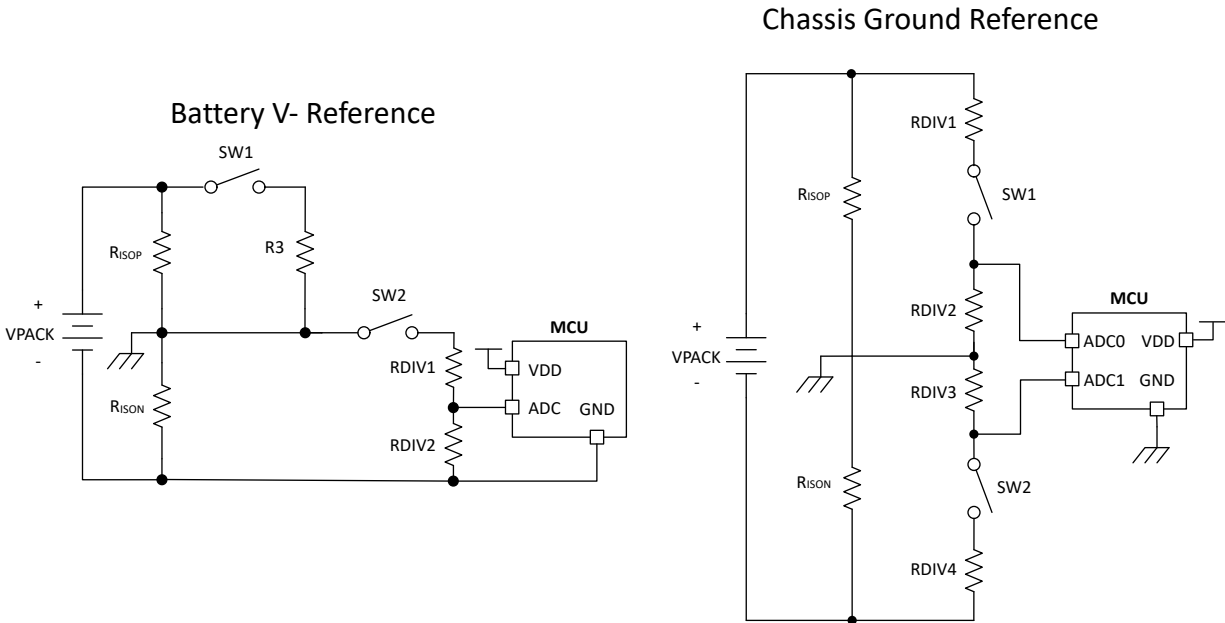 Chassis Ground Reference
Battery V- Reference
SW1
RISOP
R3
+
VPACK
-
SW2
RISON
RDIV1
RDIV2
MCU
VDD
ADC
GND
RDIV1
SW1
RISOP
RDIV2
+
VPACK
-
RDIV3
RISON
SW2
RDIV4
MCU
ADC0
VDD
ADC1
GND